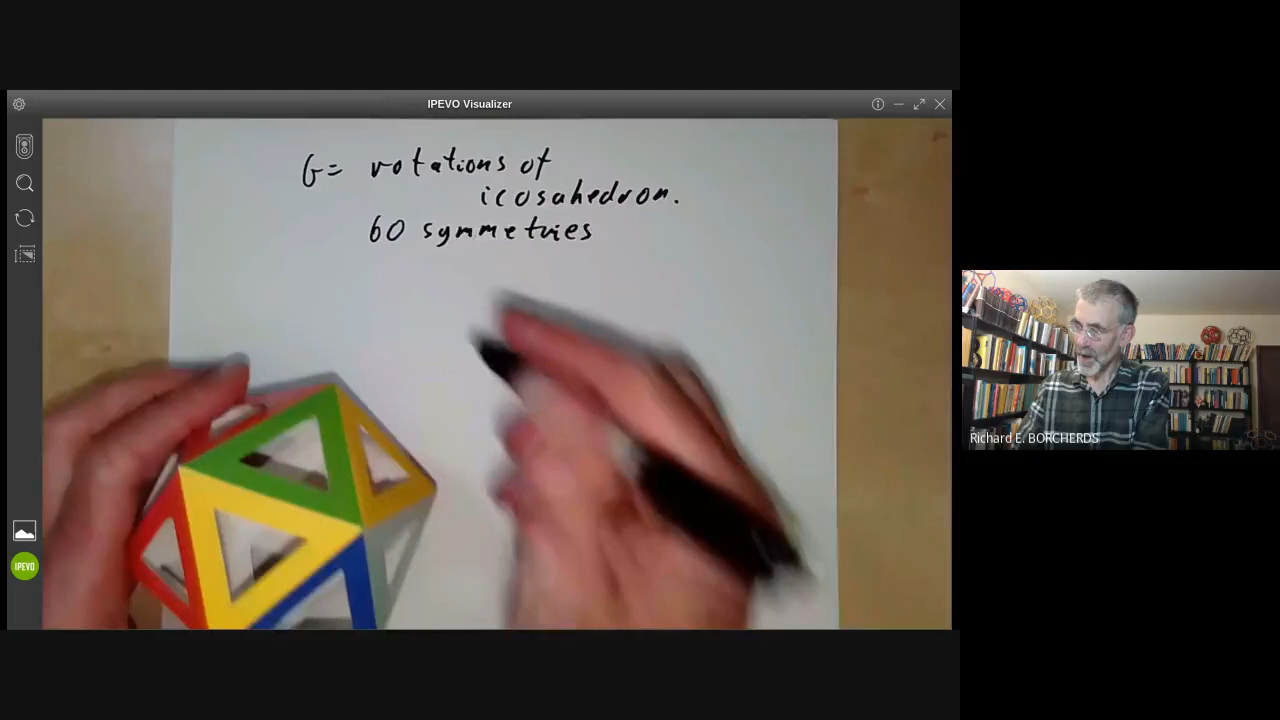 IPEVO Visualizer
G = rotations of
icosahedron.
60 symmetries
Richard E. BORCHERDS
IPEVO